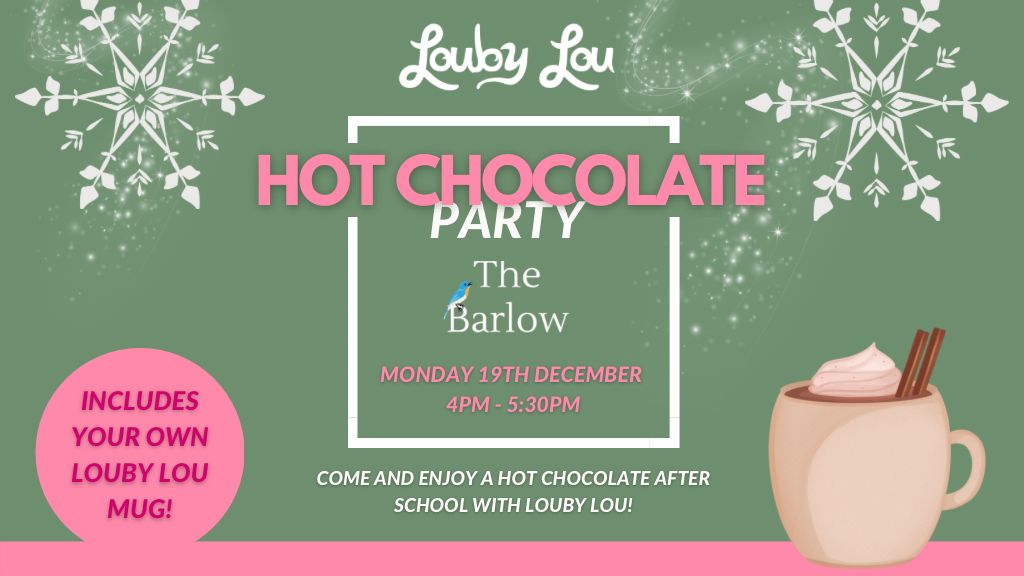 Louby Lou
HOT CHOCOLATE
PARTY
The
Barlow
MONDAY 19TH DECEMBER
4PM - 5:30PM
INCLUDES
YOUR OWN
LOUBY LOU
MUG!
COME AND ENJOY A HOT CHOCOLATE AFTER
SCHOOL WITH LOUBY LOU!